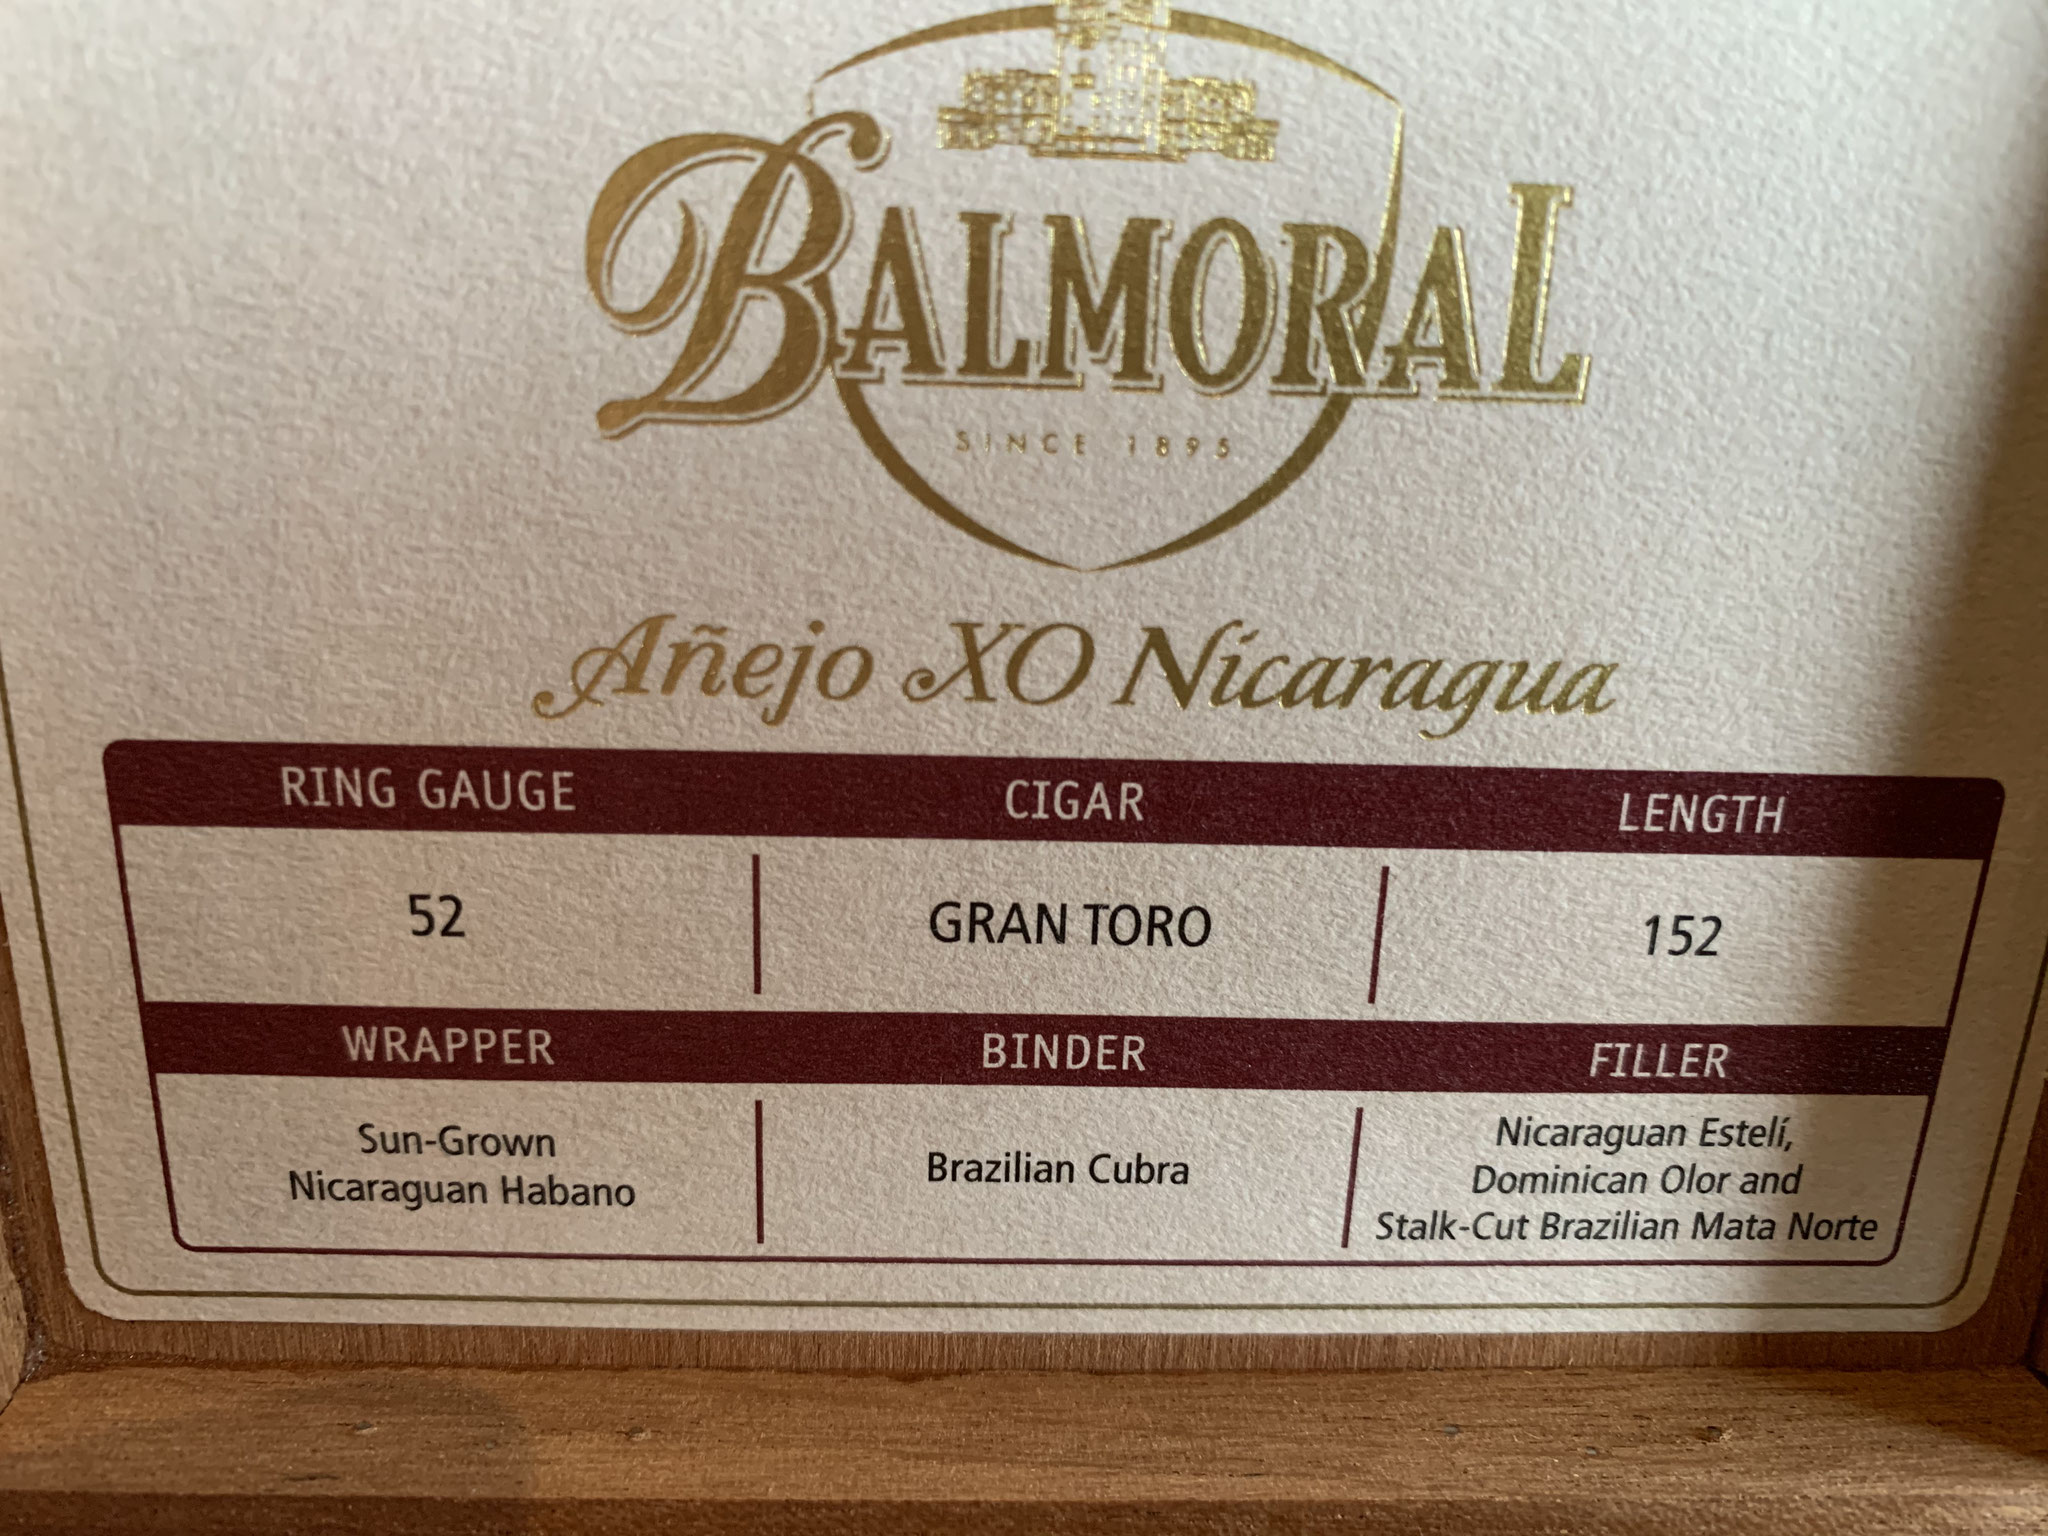 BALMORAL
SINCE 1895
Añejo XO Nicaragua
RING GAUGE CIGAR LENGTH
52 GRAN TORO 152
WRAPPER BINDER FILLER
Sun-Grown
Nicaraguan Habano
Brazilian Cubra
Nicaraguan Estelí,
Dominican Olor and
Stalk-Cut Brazilian Mata Norte